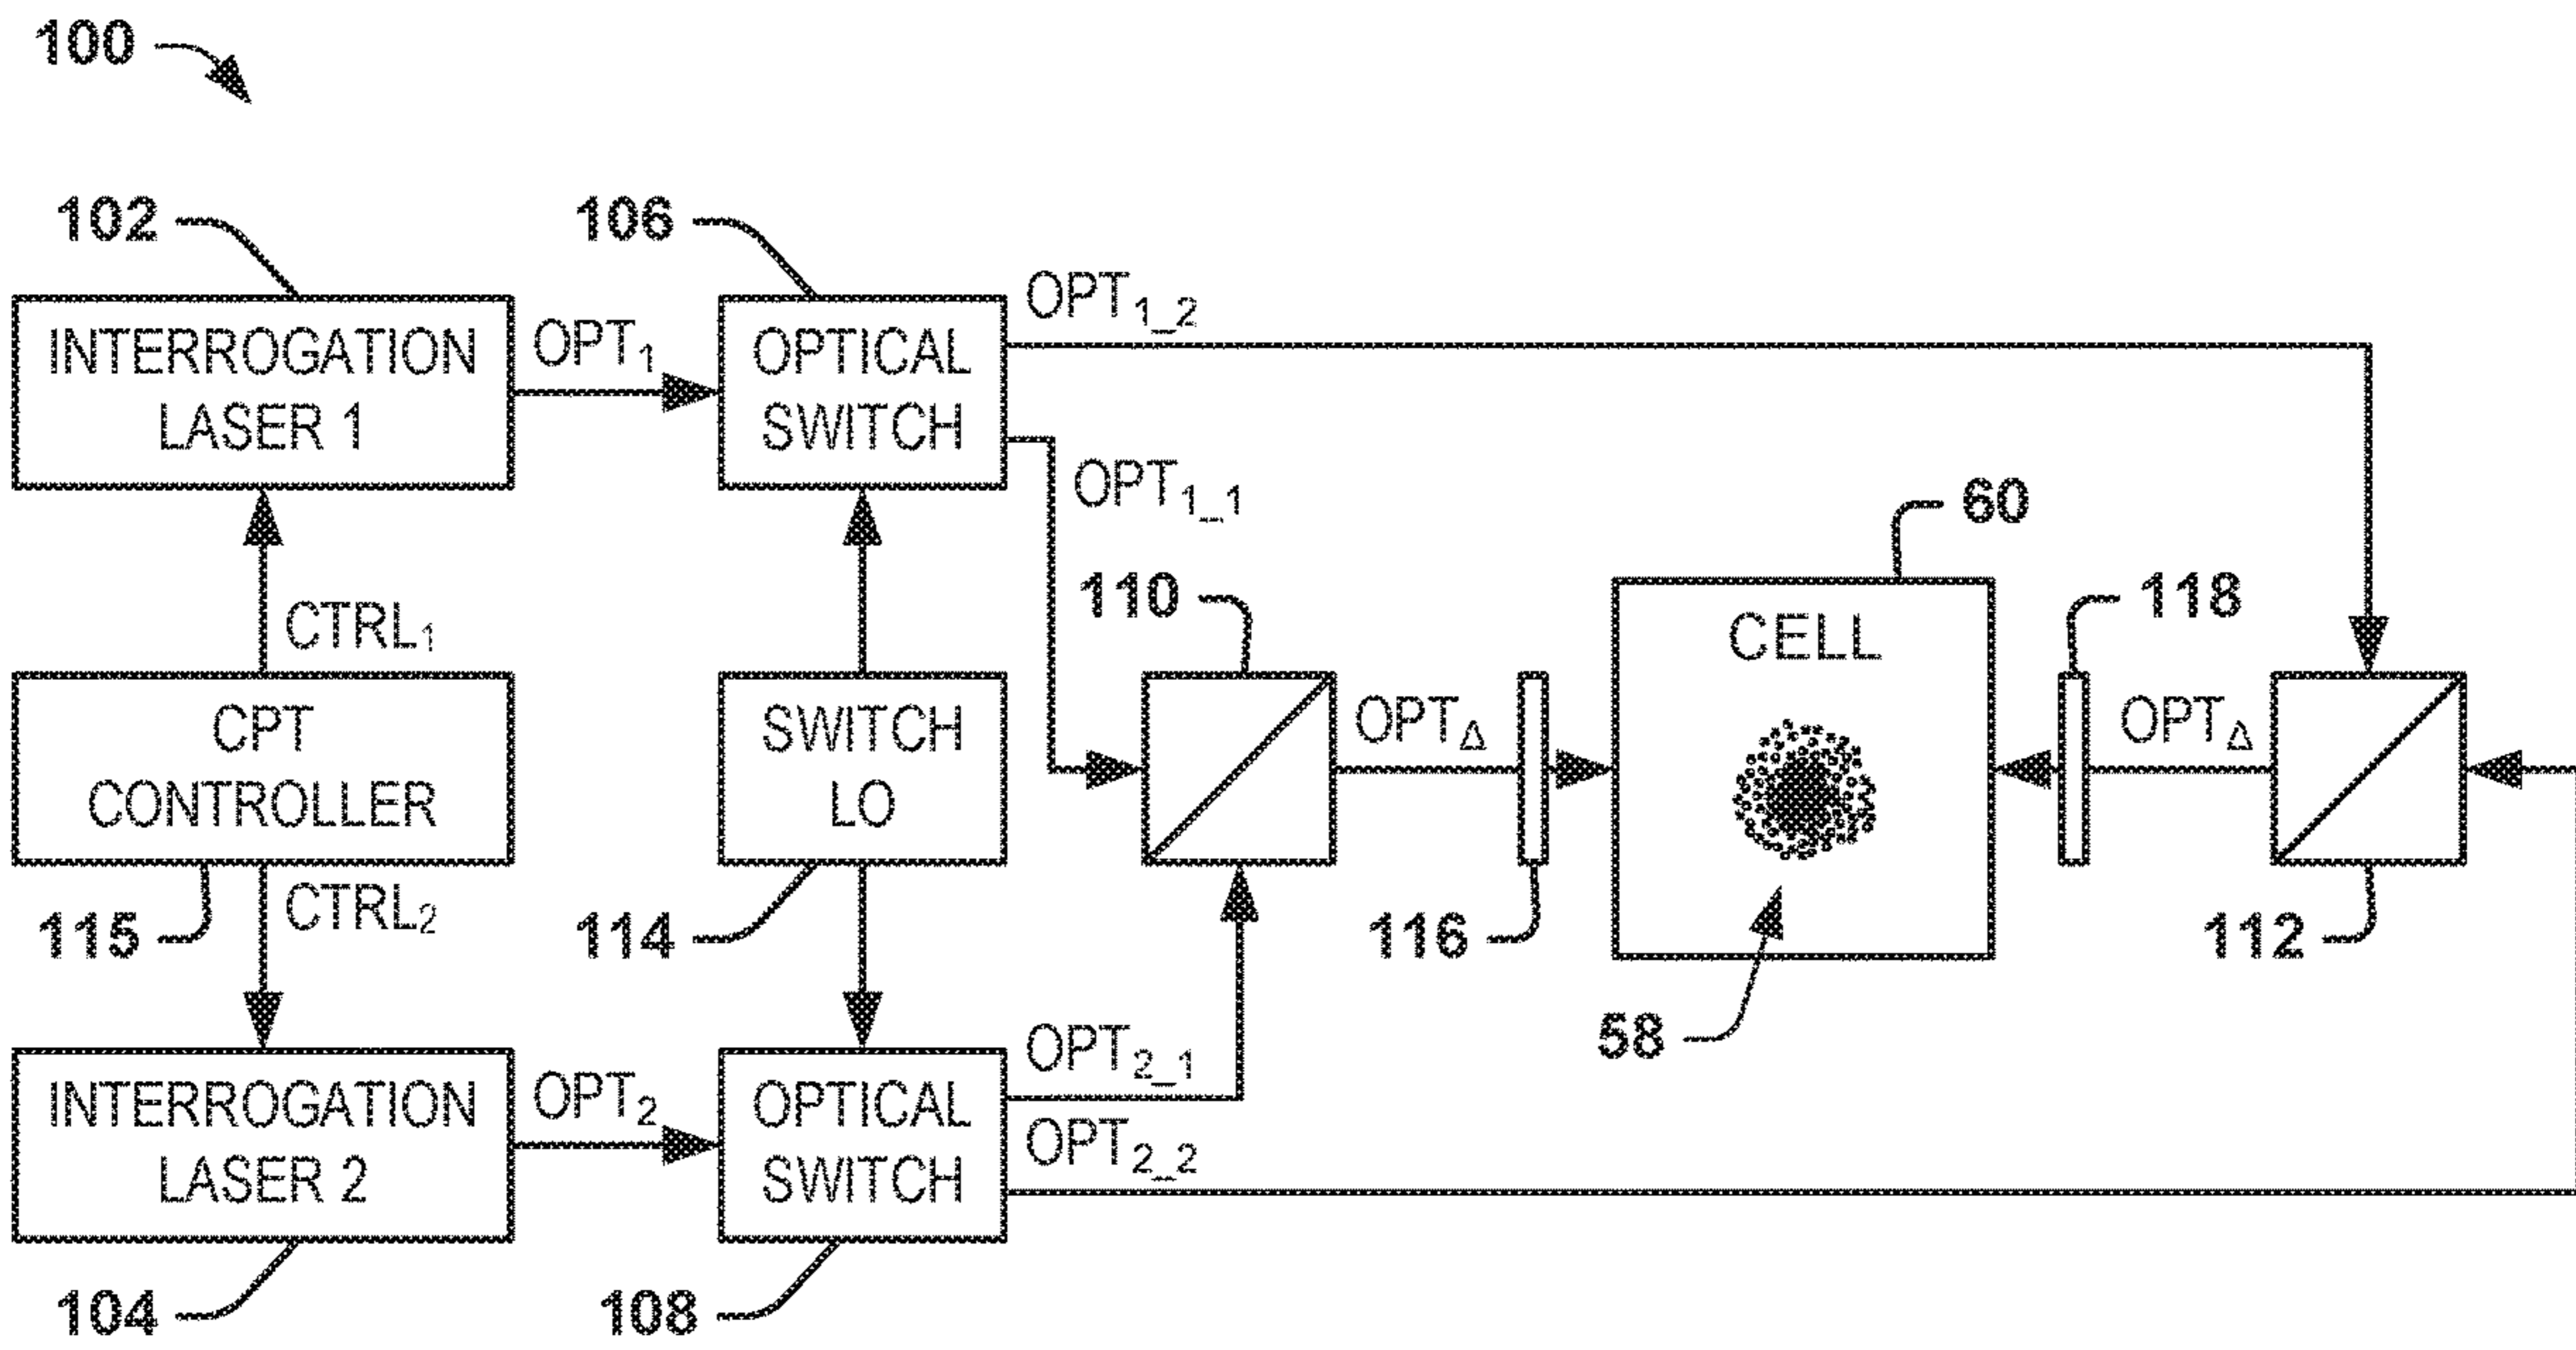 100
102
106
OPT1_2
INTERROGATION
LASER 1
OPT1
OPTICAL
SWITCH
OPT1_1
60
110
118
CTRL1
CELL
CPT
CONTROLLER
SWITCH
LO
OPTΔ
OPTΔ
115
CTRL2
114
116
112
58
INTERROGATION
LASER 2
OPT2
OPTICAL
SWITCH
OPT2_1
OPT2_2
104
108